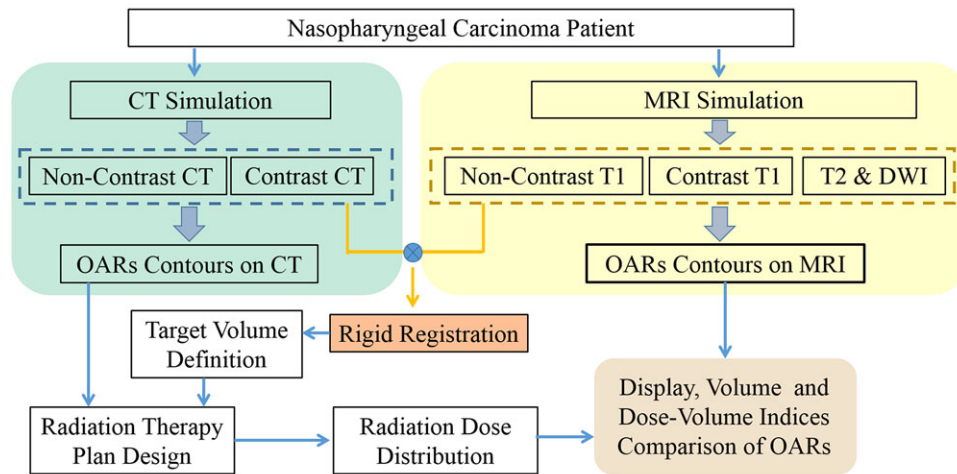 Nasopharyngeal Carcinoma Patient
CT Simulation
MRI Simulation
Non-Contrast CT
Contrast CT
Non-Contrast T1
Contrast T1
T2 & DWI
OARs Contours on CT
OARs Contours on MRI
Target Volume
Definition
Rigid Registration
Radiation Therapy
Plan Design
Radiation Dose
Distribution
Display, Volume and
Dose-Volume Indices
Comparison of OARs